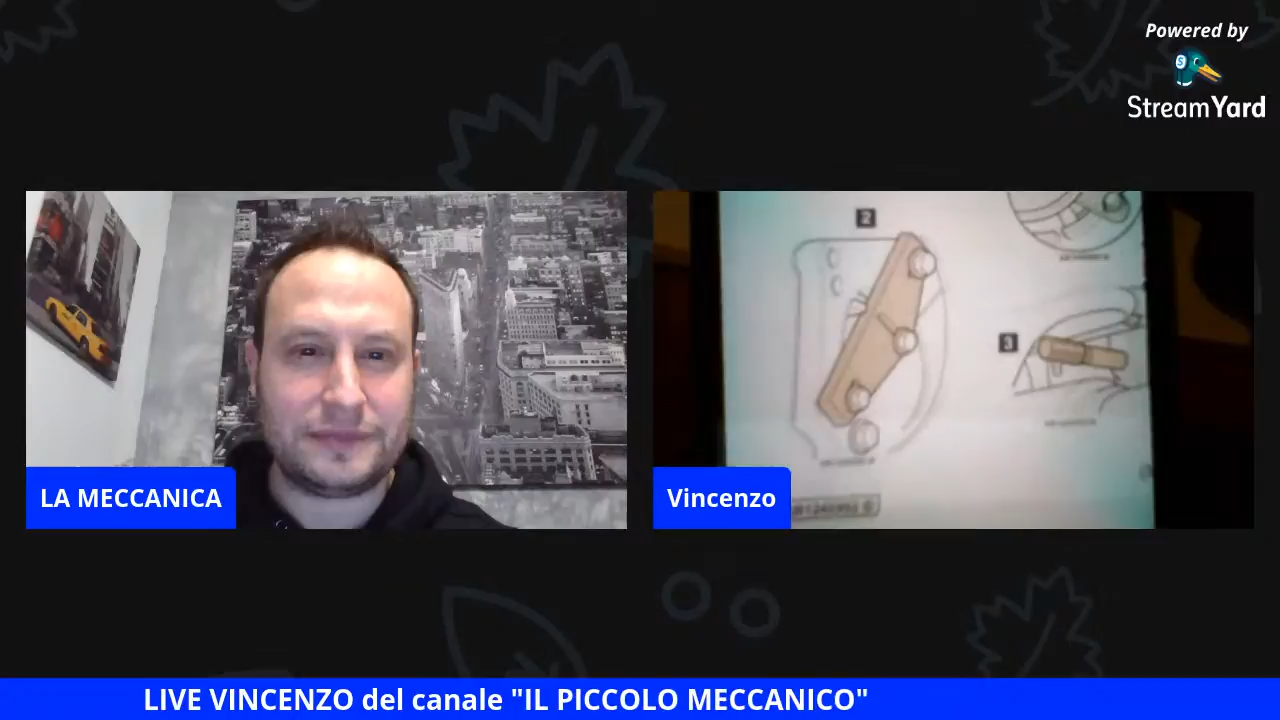 Powered by
StreamYard
2
3
LA MECCANICA
Vincenzo
LIVE VINCENZO del canale "IL PICCOLO MECCANICO"